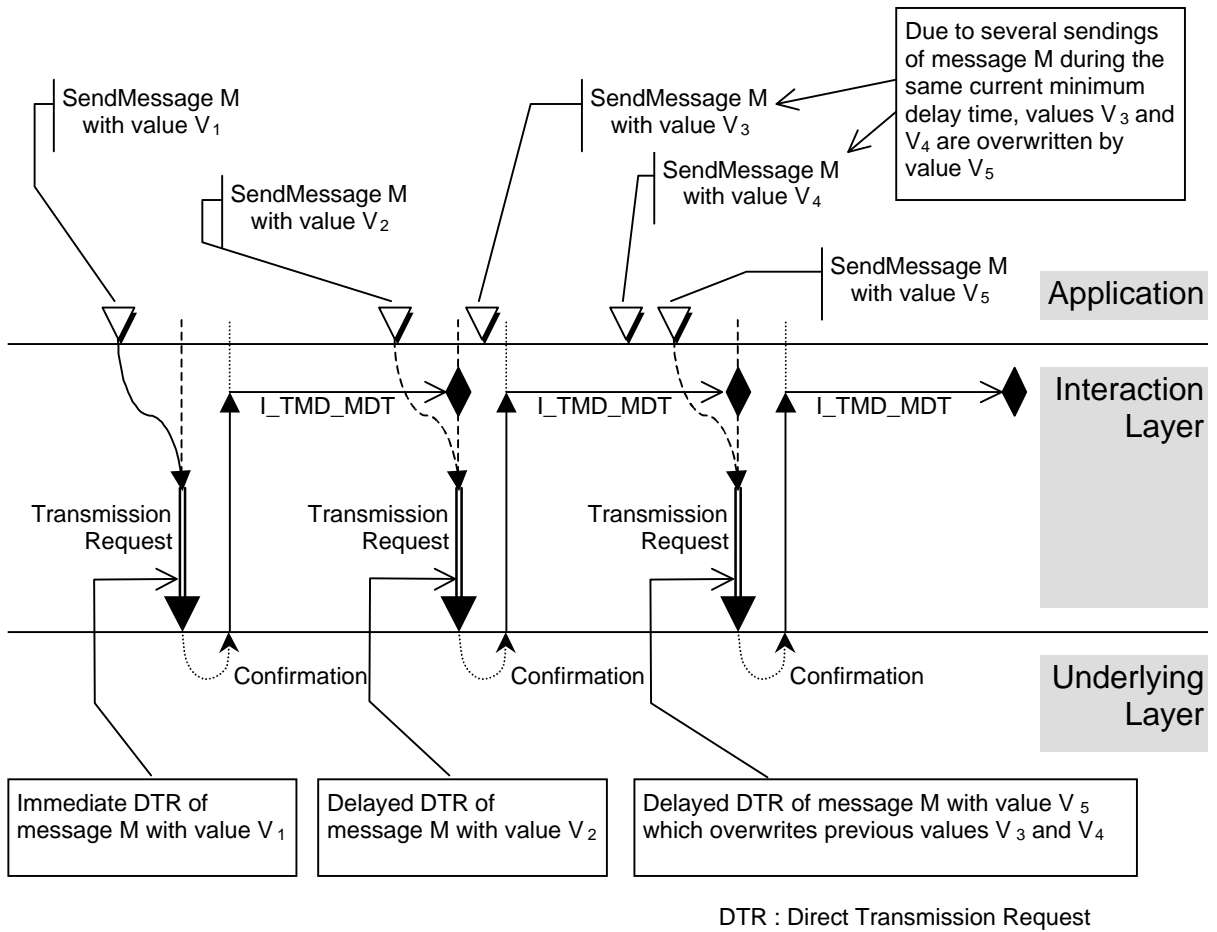 Due to several sendings
of message M during the
same current minimum
delay time, values V3 and
V4 are overwritten by
value V5
SendMessage M
with value V1
SendMessage M
with value V3
SendMessage M
with value V4
SendMessage M
with value V2
SendMessage M
with value V5
Application
I_TMD_MDT
I_TMD_MDT
I_TMD_MDT
Interaction
Layer
Transmission
Request
Transmission
Request
Transmission
Request
Confirmation
Confirmation
Confirmation
Underlying
Layer
Immediate DTR of
message M with value V1
Delayed DTR of
message M with value V2
Delayed DTR of message M with value V5
which overwrites previous values V3 and V4
DTR : Direct Transmission Request